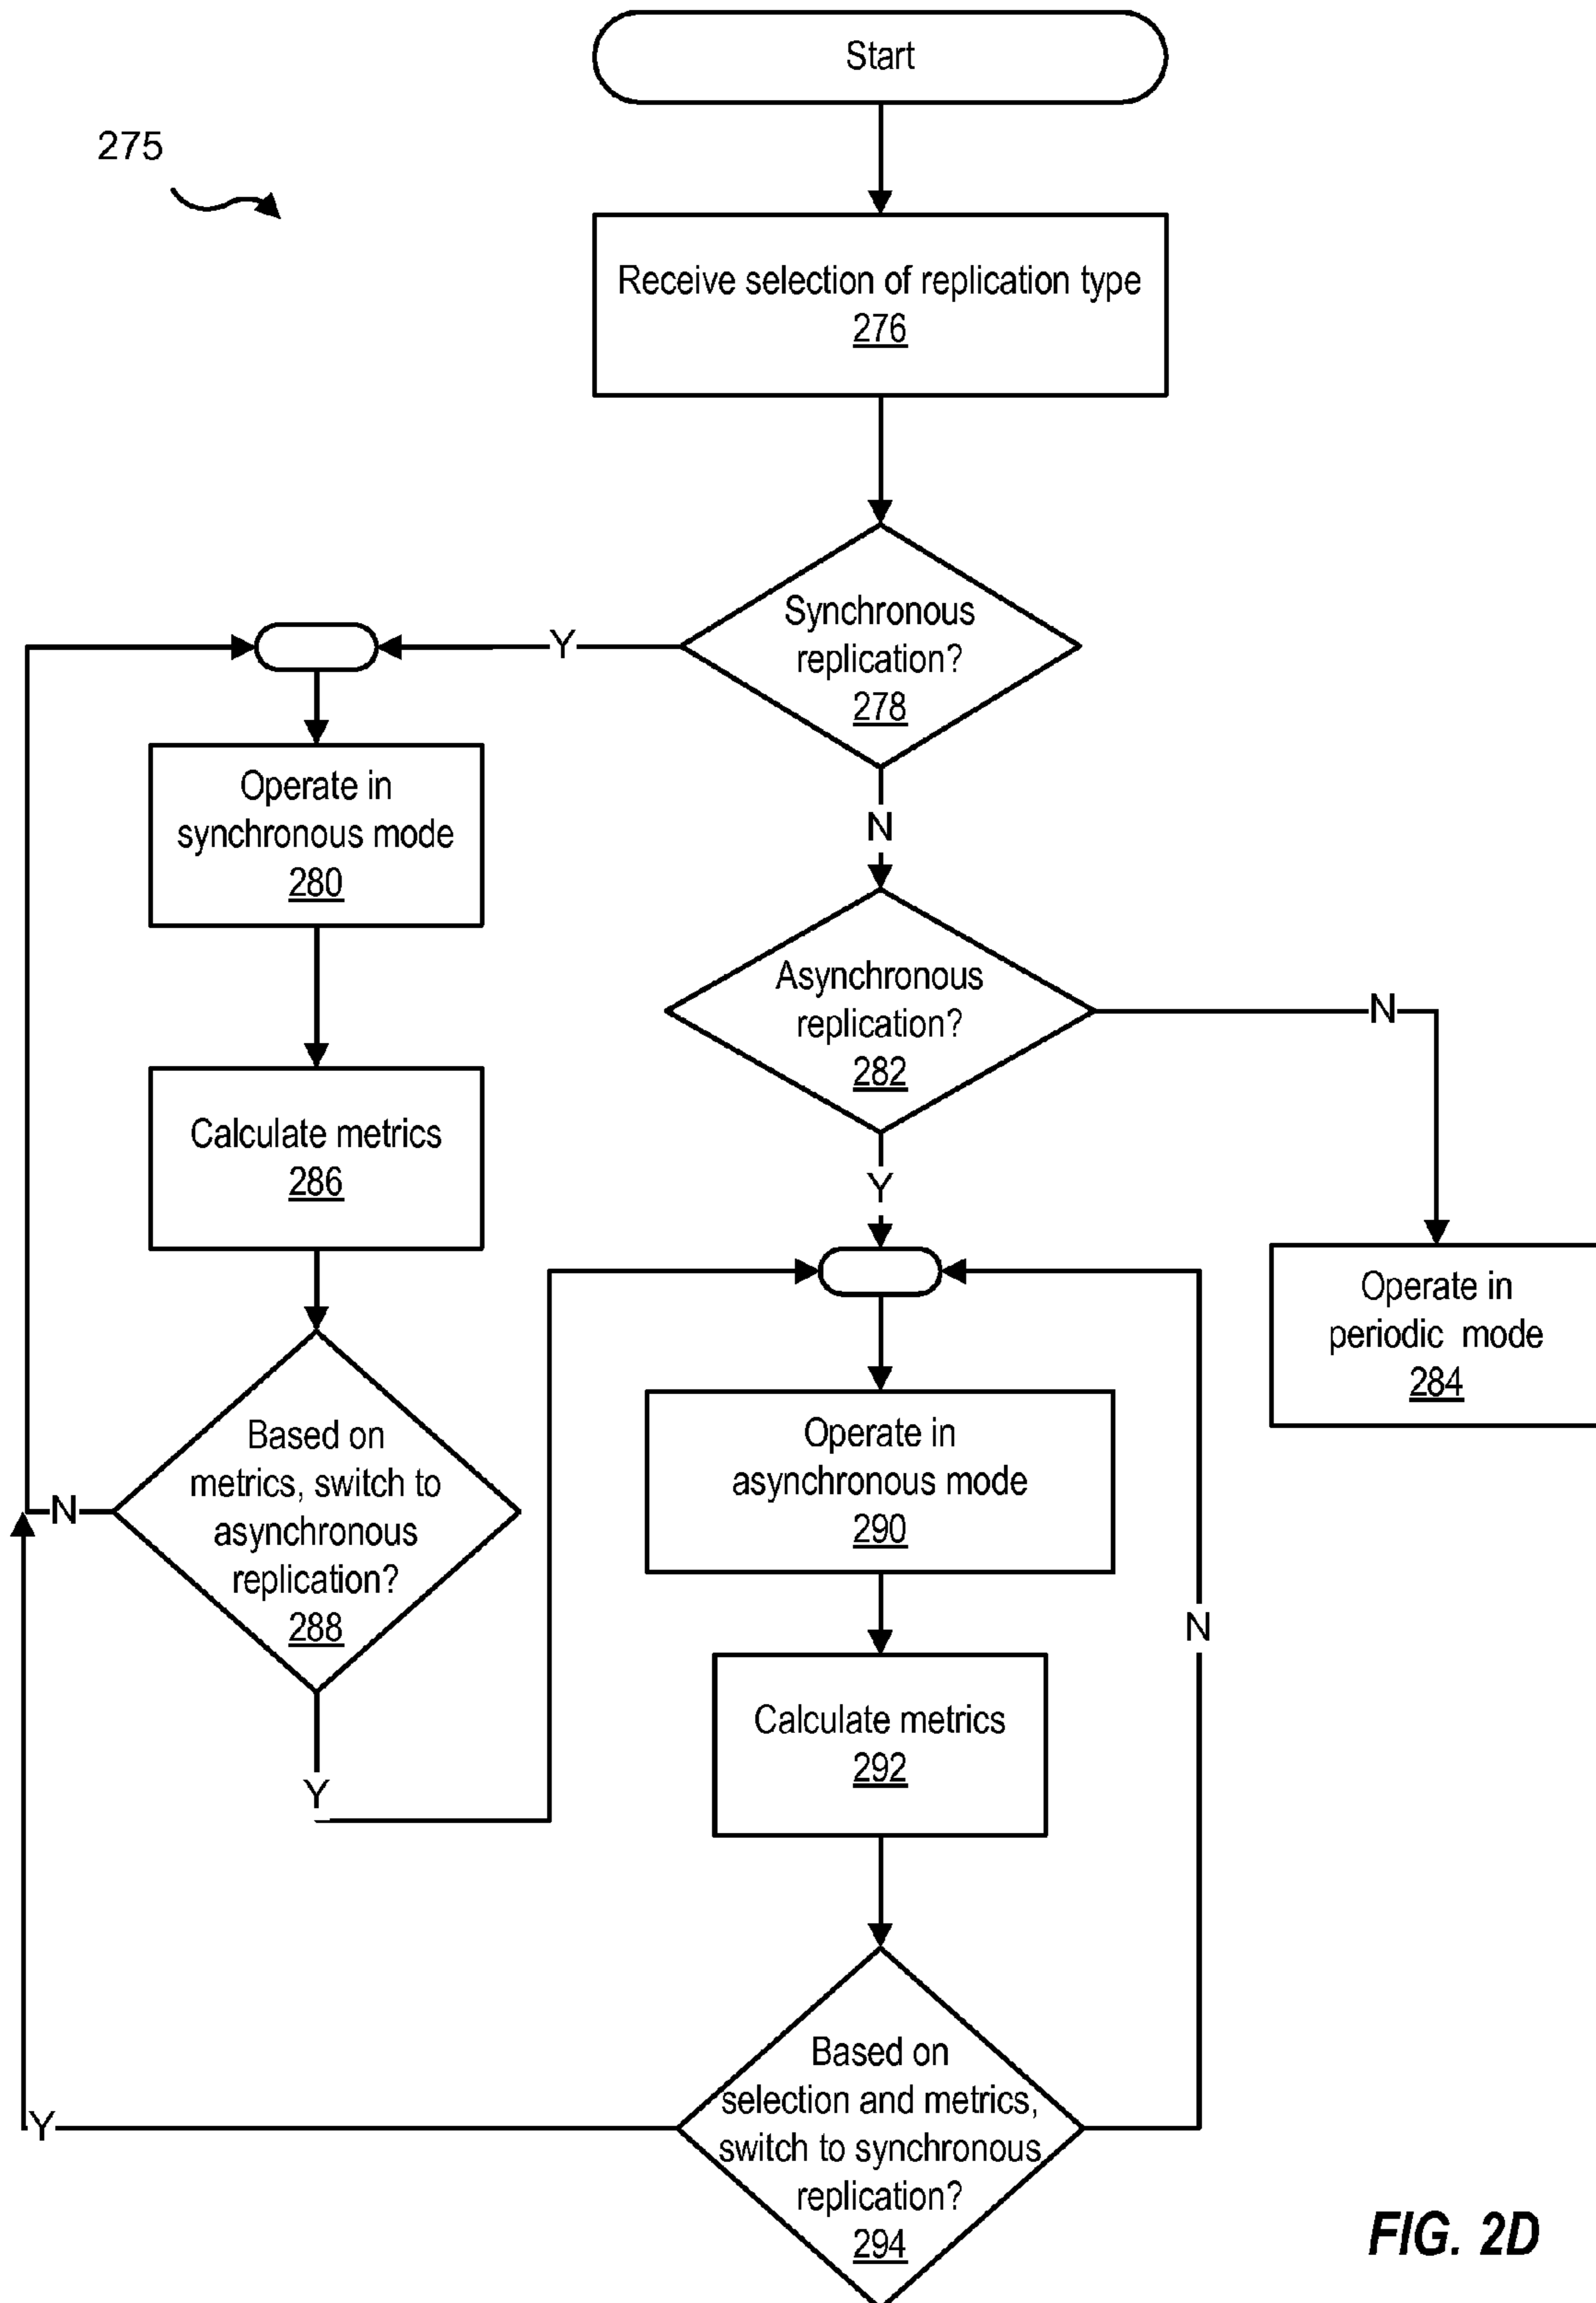 Start
275
Receive selection of replication type
276
Synchronous
replication?
278
Y
N
Operate in
synchronous mode
280
Asynchronous
replication?
282
N
Y
Calculate metrics
286
Operate in
periodic mode
284
Based on
metrics, switch to
asynchronous
replication?
288
N
Y
Operate in
asynchronous mode
290
N
Calculate metrics
292
Based on
selection and metrics,
switch to synchronous
replication?
294
Y
FIG. 2D